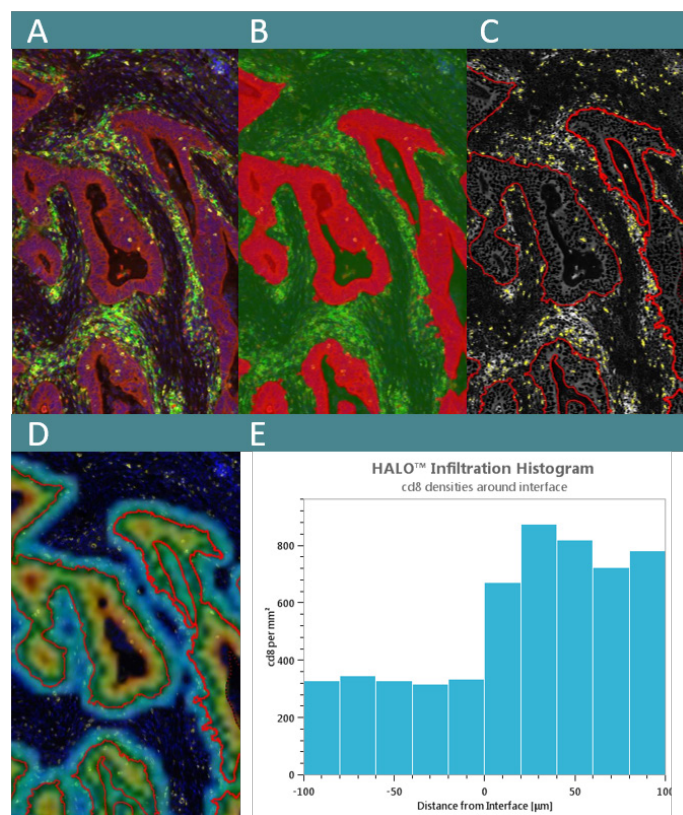 A B C
D E
HALO™ Infiltration Histogram
cd8 densities around interface
800
600
400
200
0
cd8 per mm²
-100 -50 0 50 100
Distance from Interface [µm]